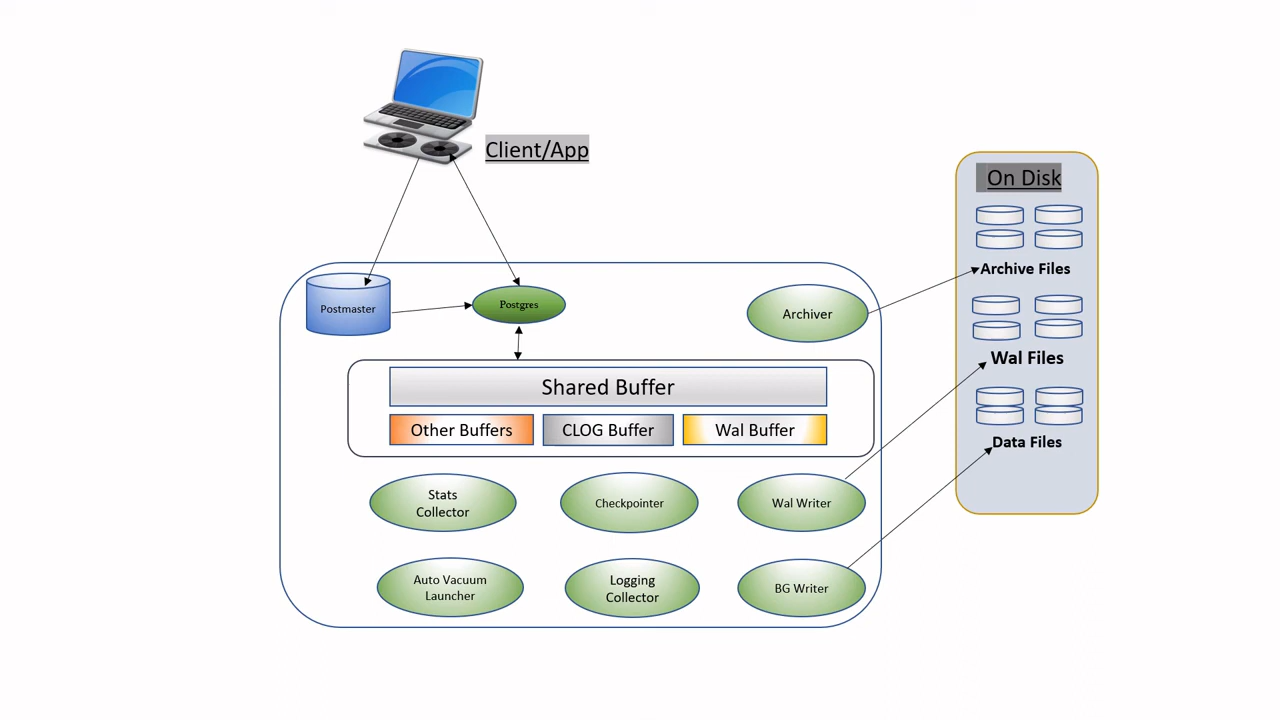 Client/App
On Disk
Archive Files
Postmaster
Postgres
Archiver
Wal Files
Shared Buffer
Other Buffers
CLOG Buffer
Wal Buffer
Data Files
Stats
Collector
Checkpointer
Wal Writer
Auto Vacuum
Launcher
Logging
Collector
BG Writer